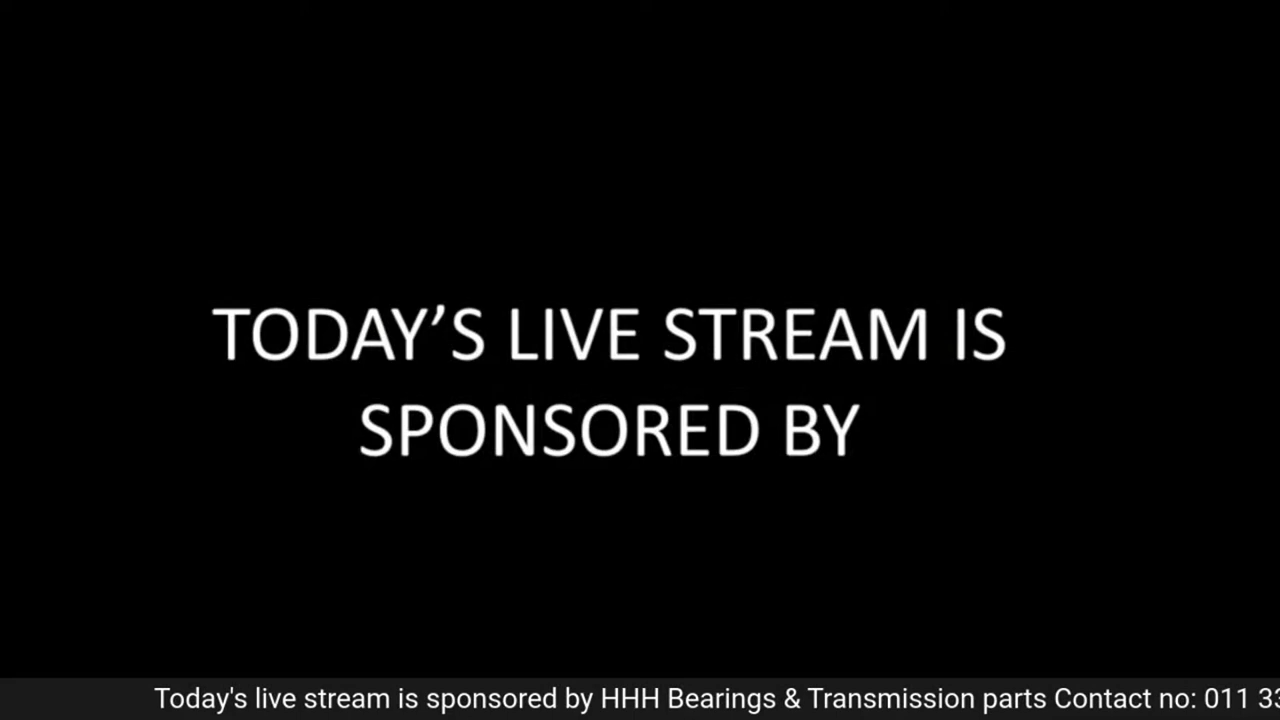 TODAY’S LIVE STREAM IS
SPONSORED BY
Today's live stream is sponsored by HHH Bearings & Transmission parts Contact no: 011 33